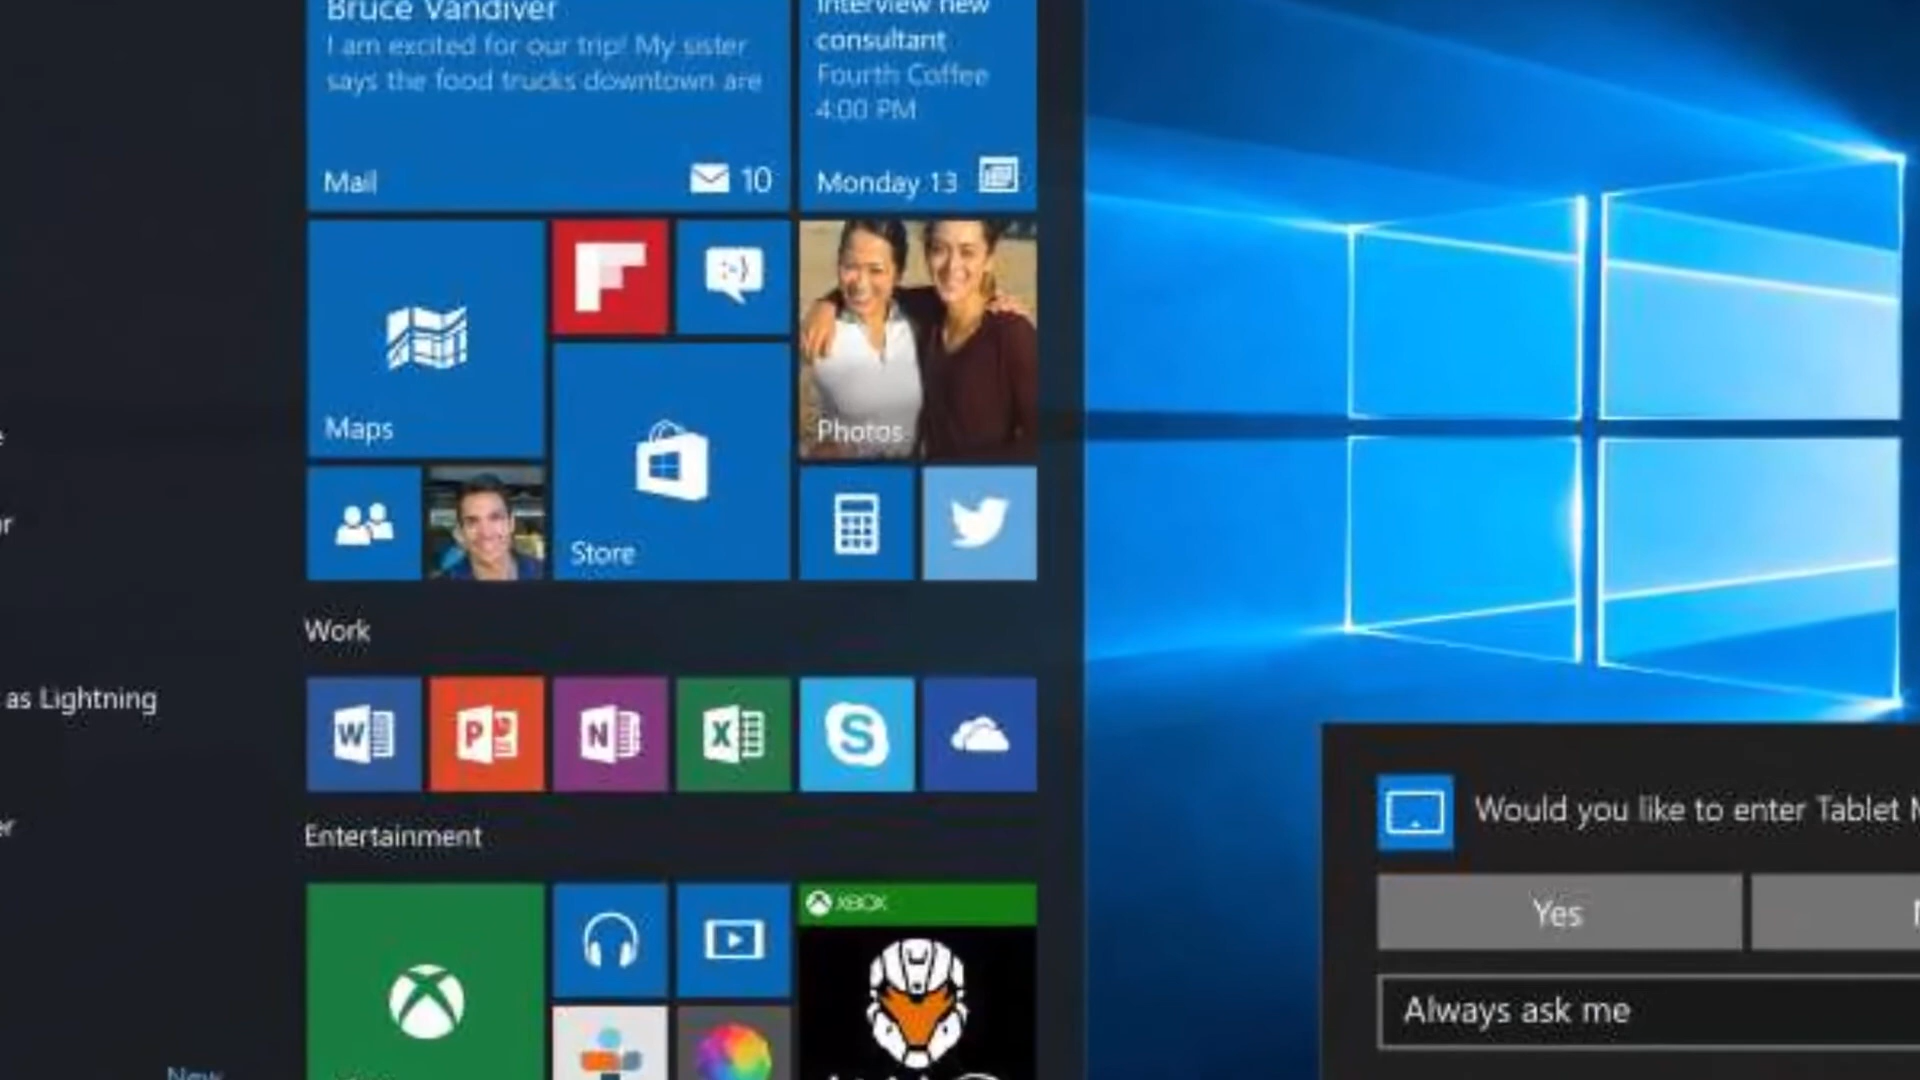 Bruce Vandiver
I am excited for our trip! My sister
says the food trucks downtown are
Mail
10
Interview new
consultant
Fourth Coffee
4:00 PM
Monday 13
Maps
Store
Photos
as Lightning
Work
Entertainment
XBOX
New
Would you like to enter Tablet
Yes
Always ask me